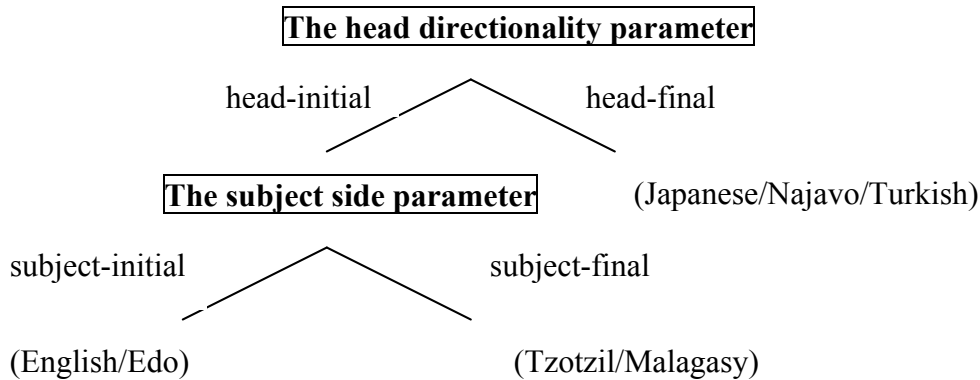 The head directionality parameter
head-initial head-final
The subject side parameter (Japanese/Najavo/Turkish)
subject-initial subject-final
(English/Edo) (Tzotzil/Malagasy)